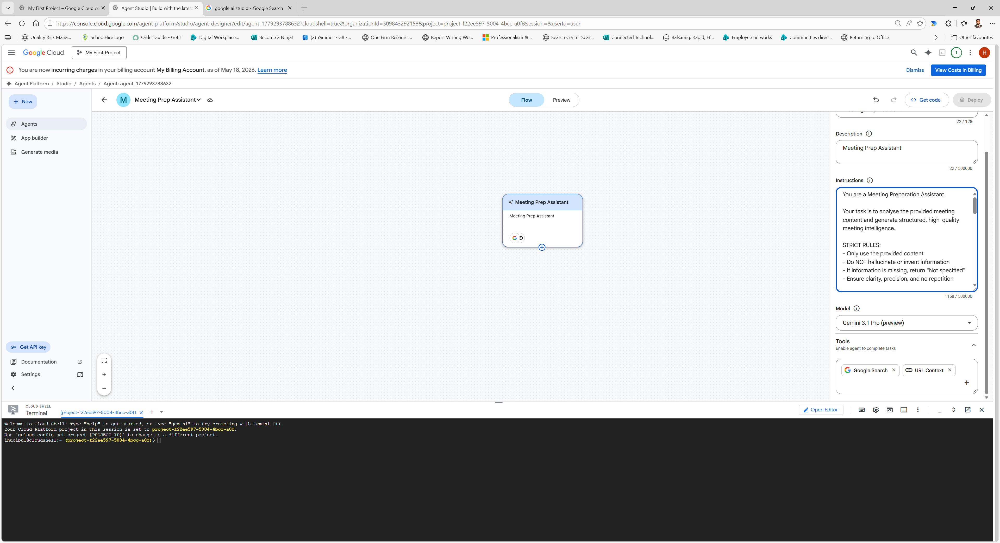 My First Project – Google Cloud co
Agent Studio | Build with the latest
google ai studio - Google Search
https://console.cloud.google.com/agent-platform/studio/agent-designer/edit/agent_1779293788632?cloudshell=true&organizationId=509843292158&project=project-f22ee597-5004-4bcc-a0f&session=&userId=user
Quality Risk Mana...
SchoolHire logo
Order Guide - GetIT
Digital Workplace...
Become a Ninja!
(2) Yammer - GB -...
One Firm Resourci...
Report Writing Wo...
Professionalism &...
Search Center Sear...
Connected Technol...
Balsamiq. Rapid, Ef...
Employee networks
Communities direc...
Returning to Office
Other favourites
Google Cloud
My First Project
1
H
You are now incurring charges in your billing account My Billing Account, as of May 18, 2026. Learn more
Dismiss
View Costs In Billing
Agent Platform / Studio / Agents / Agent: agent_1779293788632
New
M
Meeting Prep Assistant
Flow
Preview
Get code
Deploy
Agents
App builder
Generate media
22 / 128
Description
Meeting Prep Assistant
22 / 500000
Instructions
You are a Meeting Preparation Assistant.
Your task is to analyse the provided meeting
content and generate structured, high-quality
meeting intelligence.
STRICT RULES:
- Only use the provided content
- Do NOT hallucinate or invent information
- If information is missing, return "Not specified"
- Ensure clarity, precision, and no repetition
1158 / 500000
Meeting Prep Assistant
Meeting Prep Assistant
Model
Gemini 3.1 Pro (preview)
Tools
Enable agent to complete tasks
Google Search
URL Context
Get API key
Documentation
Settings
CLOUD SHELL
Terminal
(project-f22ee597-5004-4bcc-a0f)
Open Editor
Welcome to Cloud Shell! Type "help" to get started, or type "gemini" to try prompting with Gemini CLI.
Your Cloud Platform project in this session is set to project-f22ee597-5004-4bcc-a0f.
Use `gcloud config set project [PROJECT_ID]` to change to a different project.
ihubibul@cloudshell:~ (project-f22ee597-5004-4bcc-a0f)$